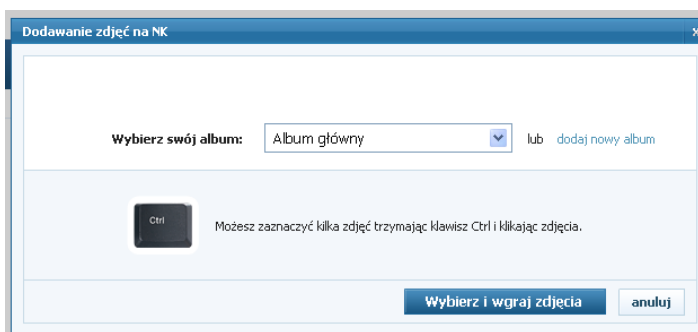 Dodawanie zdjęć na NK x
Wybierz swój album: Album główny lub dodaj nowy album
Ctrl
Możesz zaznaczyć kilka zdjęć trzymając klawisz Ctrl i klikając zdjęcia.
Wybierz i wgraj zdjęcia anuluj